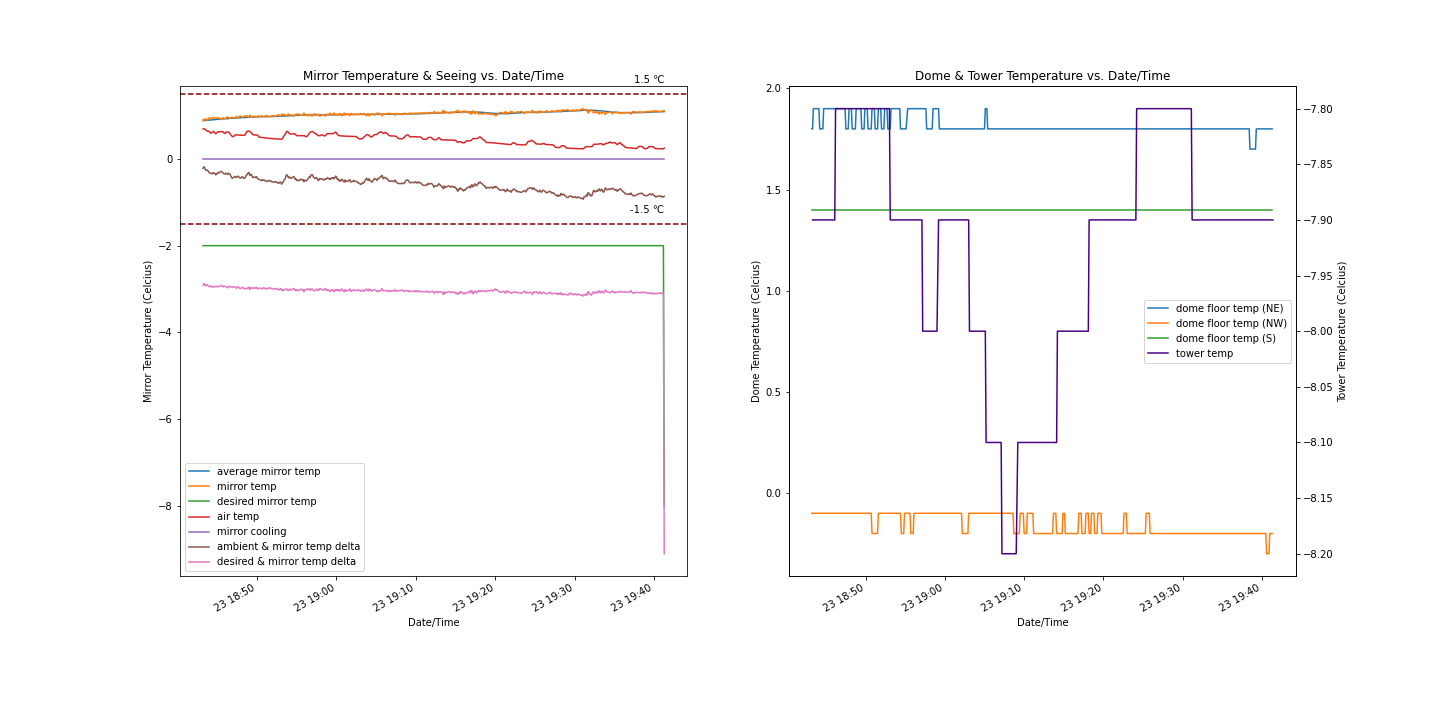 Mirror Temperature & Seeing vs. Date/Time
1.5 °C
-1.5 °C
0
−2
−4
−6
−8
Mirror Temperature (Celcius)
average mirror temp
mirror temp
desired mirror temp
air temp
mirror cooling
ambient & mirror temp delta
desired & mirror temp delta
23 18:50
23 19:00
23 19:10
23 19:20
23 19:30
23 19:40
Date/Time
Dome & Tower Temperature vs. Date/Time
2.0
1.5
1.0
0.5
0.0
Dome Temperature (Celcius)
dome floor temp (NE)
dome floor temp (NW)
dome floor temp (S)
tower temp
−7.80
−7.85
−7.90
−7.95
−8.00
−8.05
−8.10
−8.15
−8.20
Tower Temperature (Celcius)
23 18:50
23 19:00
23 19:10
23 19:20
23 19:30
23 19:40
Date/Time